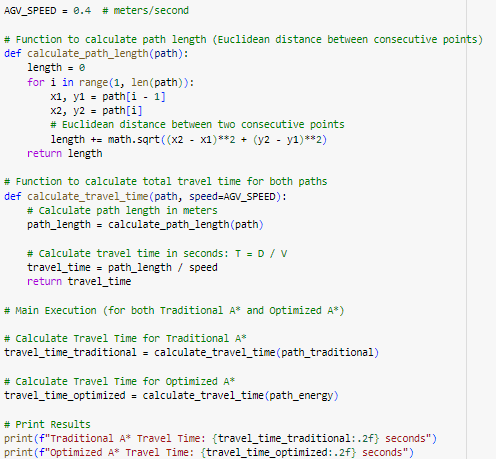 AGV_SPEED = 0.4  # meters/second

# Function to calculate path length (Euclidean distance between consecutive points)
def calculate_path_length(path):
    length = 0
    for i in range(1, len(path)):
        x1, y1 = path[i - 1]
        x2, y2 = path[i]
        # Euclidean distance between two consecutive points
        length += math.sqrt((x2 - x1)**2 + (y2 - y1)**2)
    return length

# Function to calculate total travel time for both paths
def calculate_travel_time(path, speed=AGV_SPEED):
    # Calculate path length in meters
    path_length = calculate_path_length(path)

    # Calculate travel time in seconds: T = D / V
    travel_time = path_length / speed
    return travel_time

# Main Execution (for both Traditional A* and Optimized A*)

# Calculate Travel Time for Traditional A*
travel_time_traditional = calculate_travel_time(path_traditional)

# Calculate Travel Time for Optimized A*
travel_time_optimized = calculate_travel_time(path_energy)

# Print Results
print(f"Traditional A* Travel Time: {travel_time_traditional:.2f} seconds")
print(f"Optimized A* Travel Time: {travel_time_optimized:.2f} seconds")